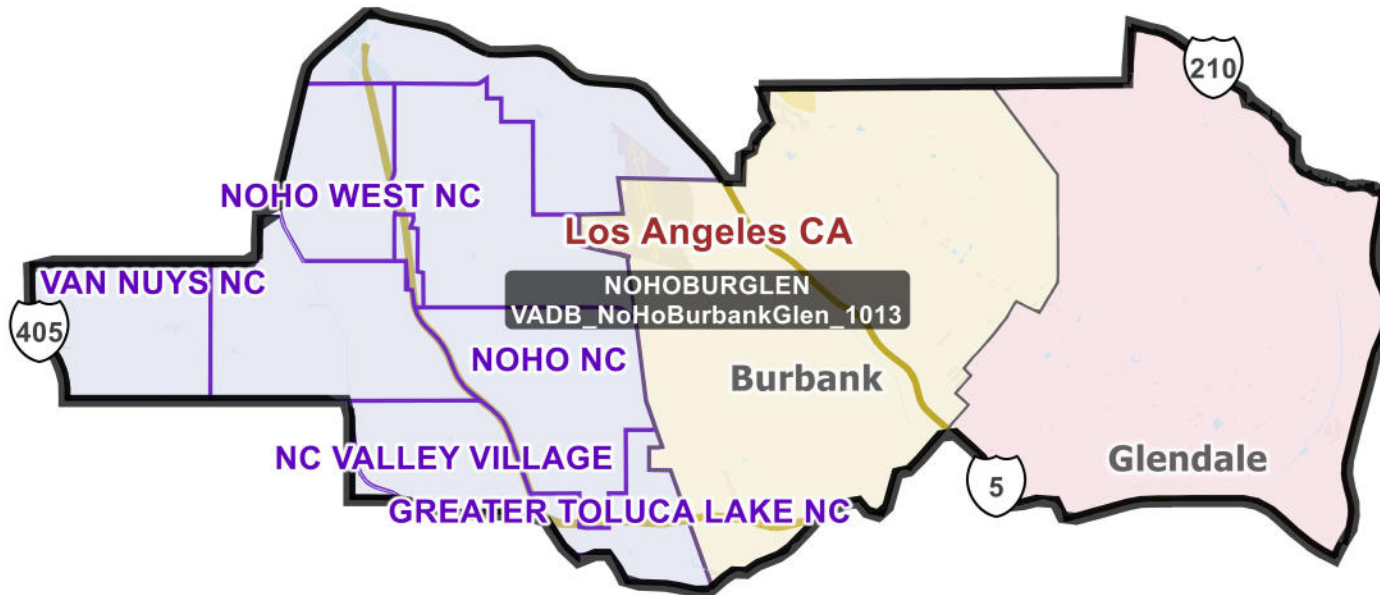 210
NOHO WEST NC
Los Angeles CA
VAN NUYS NC
NOHOBURGLEN
VADB_NoHoBurbankGlen_1013
405
NOHO NC
Burbank
NC VALLEY VILLAGE
Glendale
5
GREATER TOLUCA LAKE NC